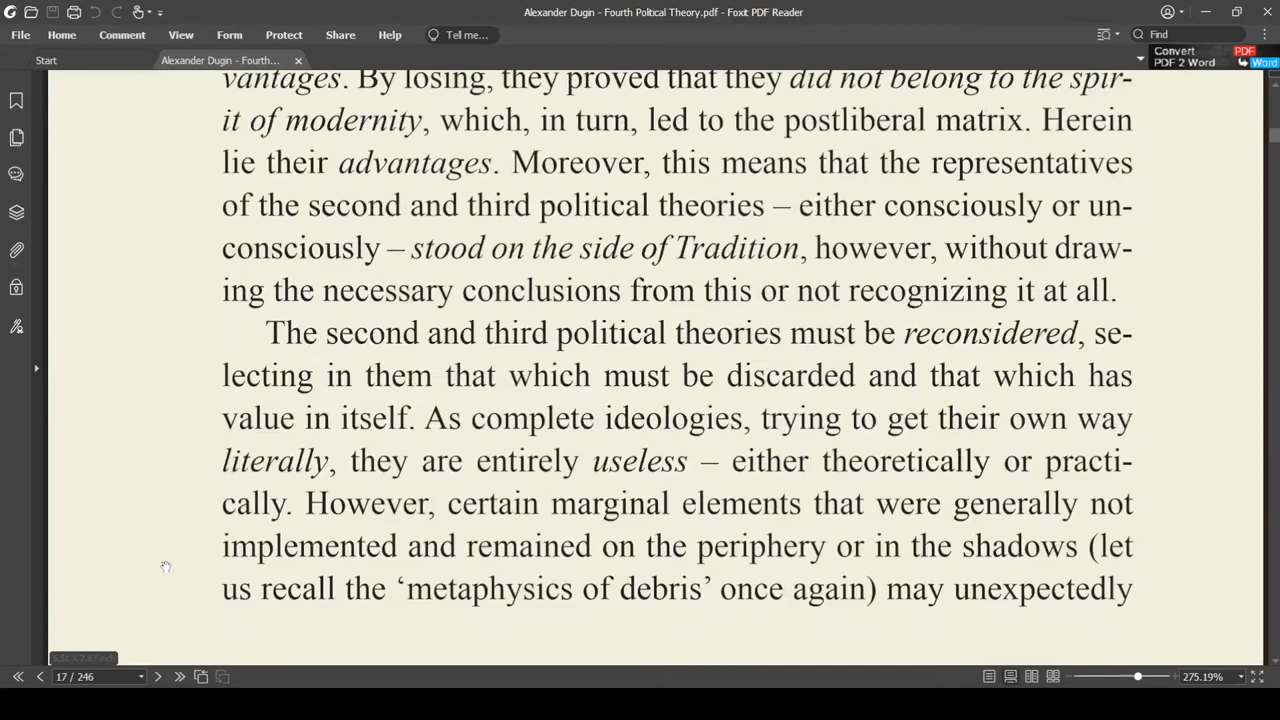 Alexander Dugin - Fourth Political Theory.pdf - Foxit PDF Reader
File Home Comment View Form Protect Share Help Tell me... Find
Start Alexander Dugin - Fourth...
Convert PDF
PDF 2 Word Word
vantages. By losing, they proved that they did not belong to the spir-
it of modernity, which, in turn, led to the postliberal matrix. Herein
lie their advantages. Moreover, this means that the representatives
of the second and third political theories – either consciously or un-
consciously – stood on the side of Tradition, however, without draw-
ing the necessary conclusions from this or not recognizing it at all.
The second and third political theories must be reconsidered, se-
lecting in them that which must be discarded and that which has
value in itself. As complete ideologies, trying to get their own way
literally, they are entirely useless – either theoretically or practi-
cally. However, certain marginal elements that were generally not
implemented and remained on the periphery or in the shadows (let
us recall the ‘metaphysics of debris’ once again) may unexpectedly
5.51 X 7.87 inch
17 / 246 275.19%